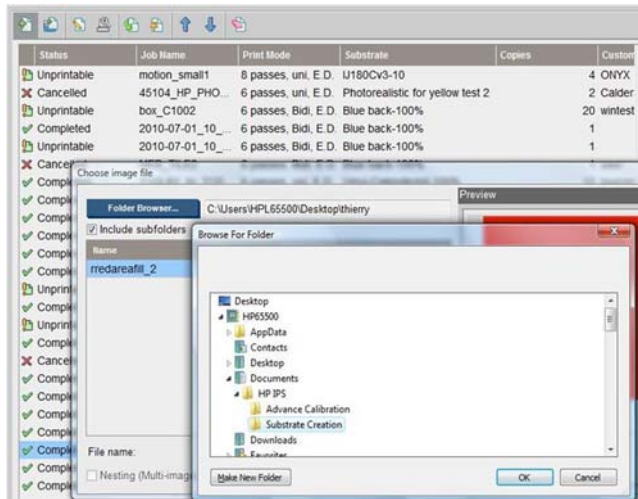 Status Job Name Print Mode Substrate Copies Custom
Unprintable motion_small1 8 passes, uni, E.D. IJ180Cv3-10 4 ONYX
Cancelled 45104_HP_PHO... 6 passes, uni, E.D. Photorealistic for yellow test 2 2 Calder
Unprintable box_C1002 6 passes, Bidi, E.D. Blue back-100% 20 wintest
Completed 2010-07-01_10_... 6 passes, Bidi, E.D. Blue back-100% 1
Unprintable 2010-07-01_10_... 6 passes, Bidi, E.D. Blue back-100% 1
Cancel
Choose image file
Comple
Folder Browser... C:\Users\HPL65500\Desktop\thierry
Preview
Include subfolders
Browse For Folder
Name
rredareafill_2
Desktop
HP65500
AppData
Contacts
Desktop
Documents
HP IPS
Advance Calibration
Substrate Creation
Downloads
File name:
Nesting (Multi-imag
Make New Folder OK Cancel